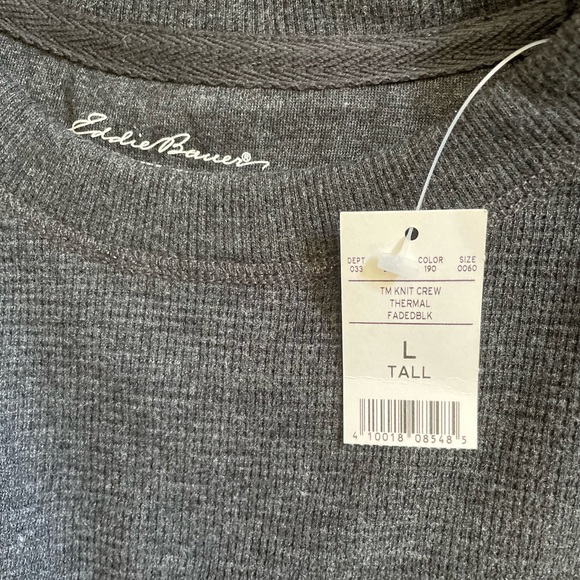 Eddie Bauer®
DEPT COLOR SIZE
033 190 0060
TM KNIT CREW
THERMAL
FADEDBLK
L
TALL
4 10018 08548 5